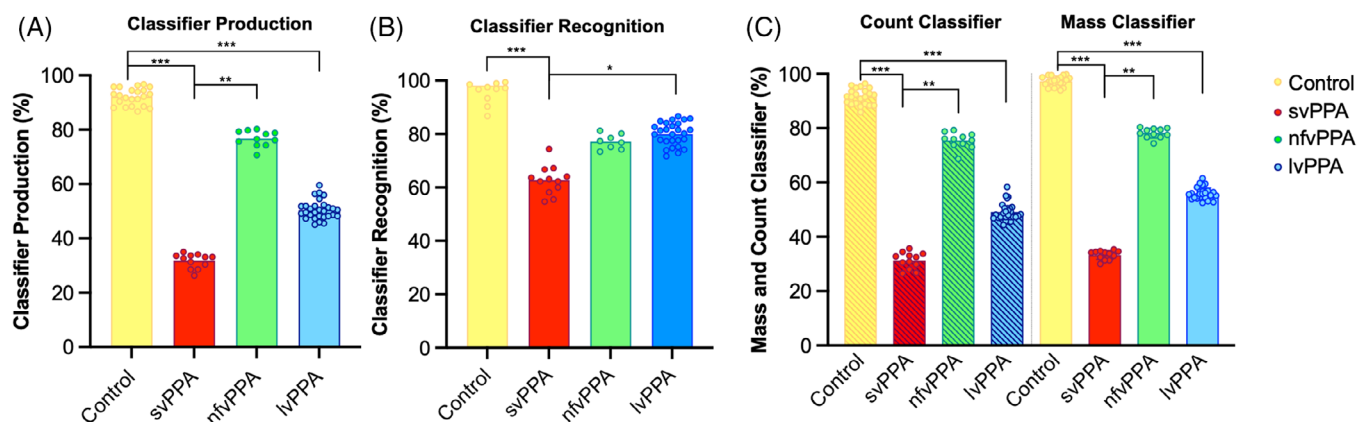 (A)
Classifier Production
***
***
**
Classifier Production (%)
100
80
60
40
20
0
Control
svPPA
nfvPPA
lvPPA
(B)
Classifier Recognition
***
*
Classifier Recognition (%)
100
80
60
40
20
0
Control
svPPA
nfvPPA
lvPPA
(C)
Count Classifier
Mass Classifier
***
***
**
***
***
**
Mass and Count Classifier (%)
100
80
60
40
20
0
Control
svPPA
nfvPPA
lvPPA
Control
svPPA
nfvPPA
lvPPA
Control
svPPA
nfvPPA
lvPPA